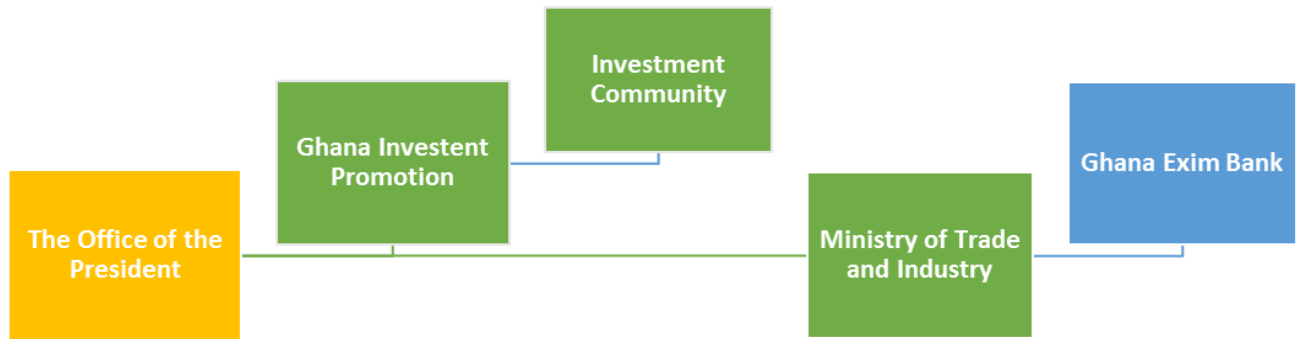 The Office of the
President
Ghana Investent
Promotion
Investment
Community
Ministry of Trade
and Industry
Ghana Exim Bank